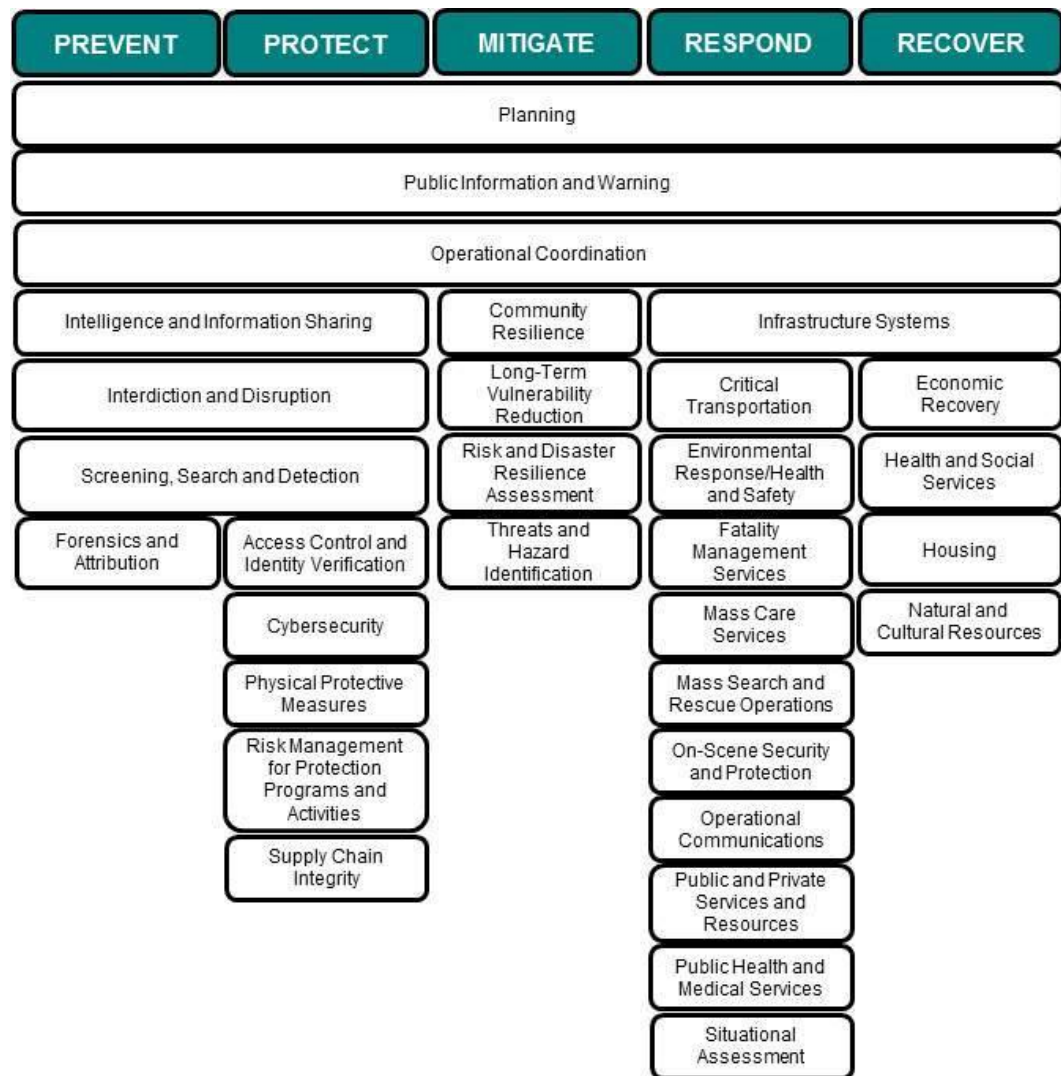 PREVENT
PROTECT
MITIGATE
RESPOND
RECOVER
Planning
Public Information and Warning
Operational Coordination
Intelligence and Information Sharing
Community
Resilience
Infrastructure Systems
Interdiction and Disruption
Long-Term
Vulnerability
Reduction
Critical
Transportation
Economic
Recovery
Screening, Search and Detection
Risk and Disaster
Resilience
Assessment
Environmental
Response/Health
and Safety
Health and Social
Services
Forensics and
Attribution
Access Control and
Identity Verification
Threats and
Hazard
Identification
Fatality
Management
Services
Housing
Cybersecurity
Mass Care
Services
Natural and
Cultural Resources
Physical Protective
Measures
Mass Search and
Rescue Operations
Risk Management
for Protection
Programs and
Activities
On-Scene Security
and Protection
Operational
Communications
Supply Chain
Integrity
Public and Private
Services and
Resources
Public Health and
Medical Services
Situational
Assessment